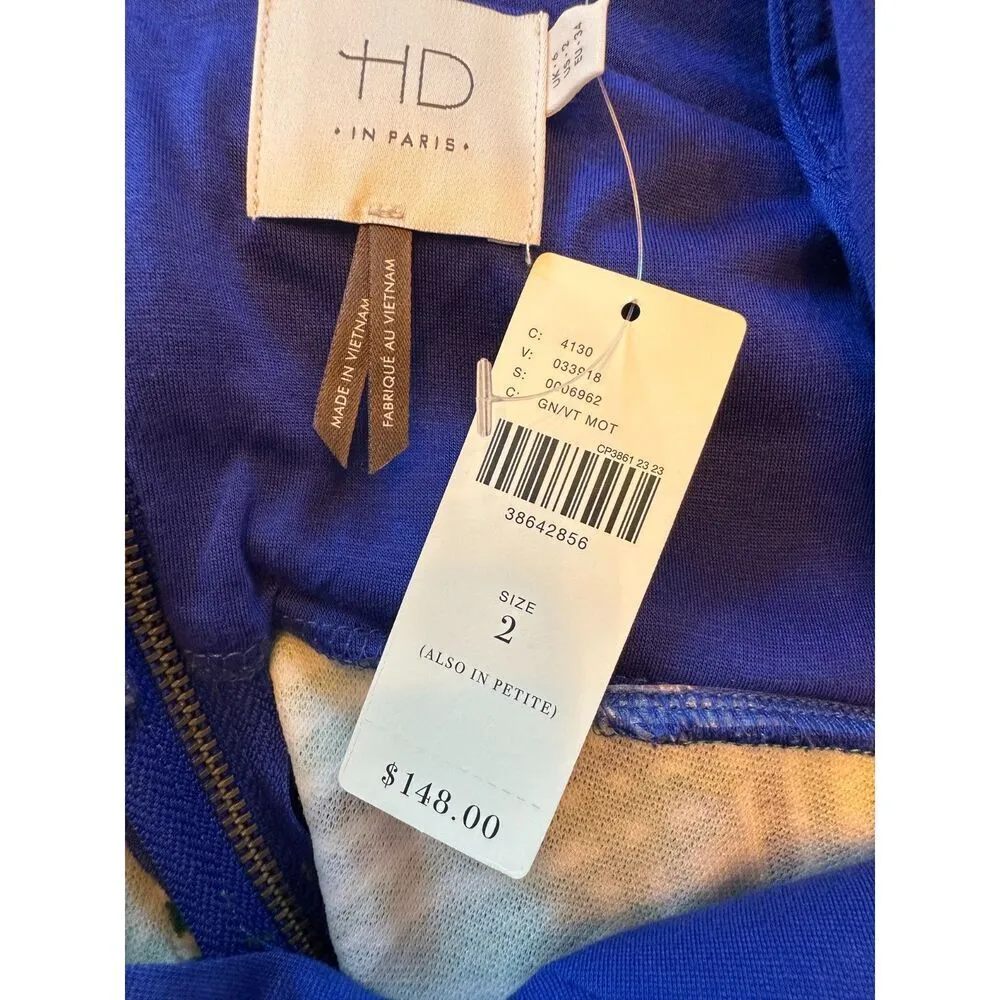 HD
• IN PARIS •
UK • 6
US • 2
EU • 34
MADE IN VIETNAM
FABRIQUÉ AU VIETNAM
C: 4130
V: 033918
S: 0006962
C: GN/VT MOT
CP3861 23 23
38642856
SIZE
2
(ALSO IN PETITE)
$148.00